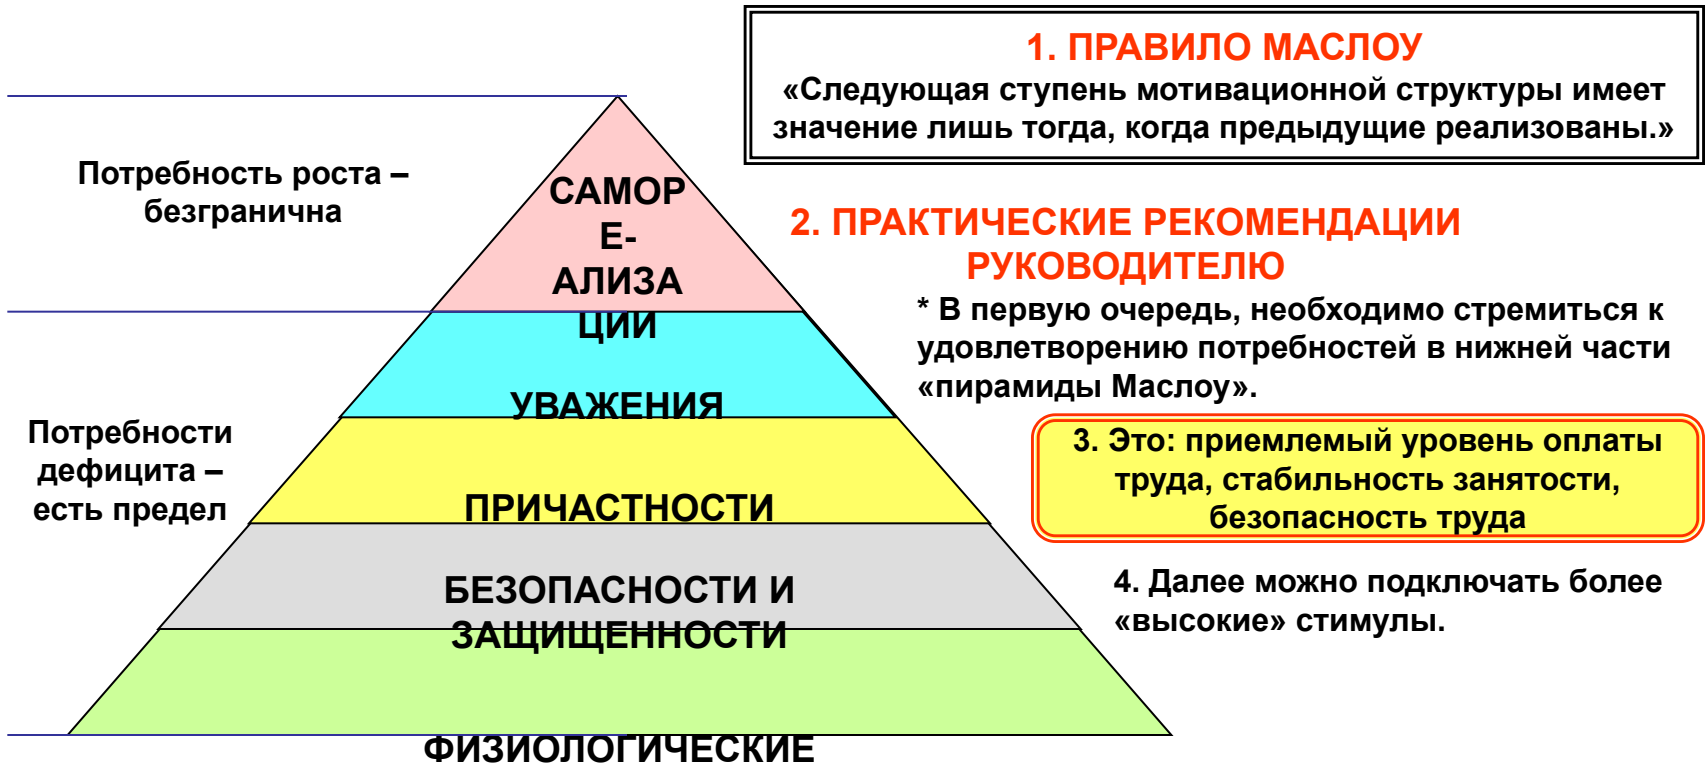 1. ПРАВИЛО МАСЛОУ
«Следующая ступень мотивационной структуры имеет
значение лишь тогда, когда предыдущие реализованы.»
Потребность роста –
безгранична
САМОР
Е-
АЛИЗА
ЦИИ
2. ПРАКТИЧЕСКИЕ РЕКОМЕНДАЦИИ
РУКОВОДИТЕЛЮ
* В первую очередь, необходимо стремиться к
удовлетворению потребностей в нижней части
«пирамиды Маслоу».
УВАЖЕНИЯ
Потребности
дефицита –
есть предел
ПРИЧАСТНОСТИ
3. Это: приемлемый уровень оплаты
труда, стабильность занятости,
безопасность труда
БЕЗОПАСНОСТИ И
ЗАЩИЩЕННОСТИ
4. Далее можно подключать более
«высокие» стимулы.
ФИЗИОЛОГИЧЕСКИЕ